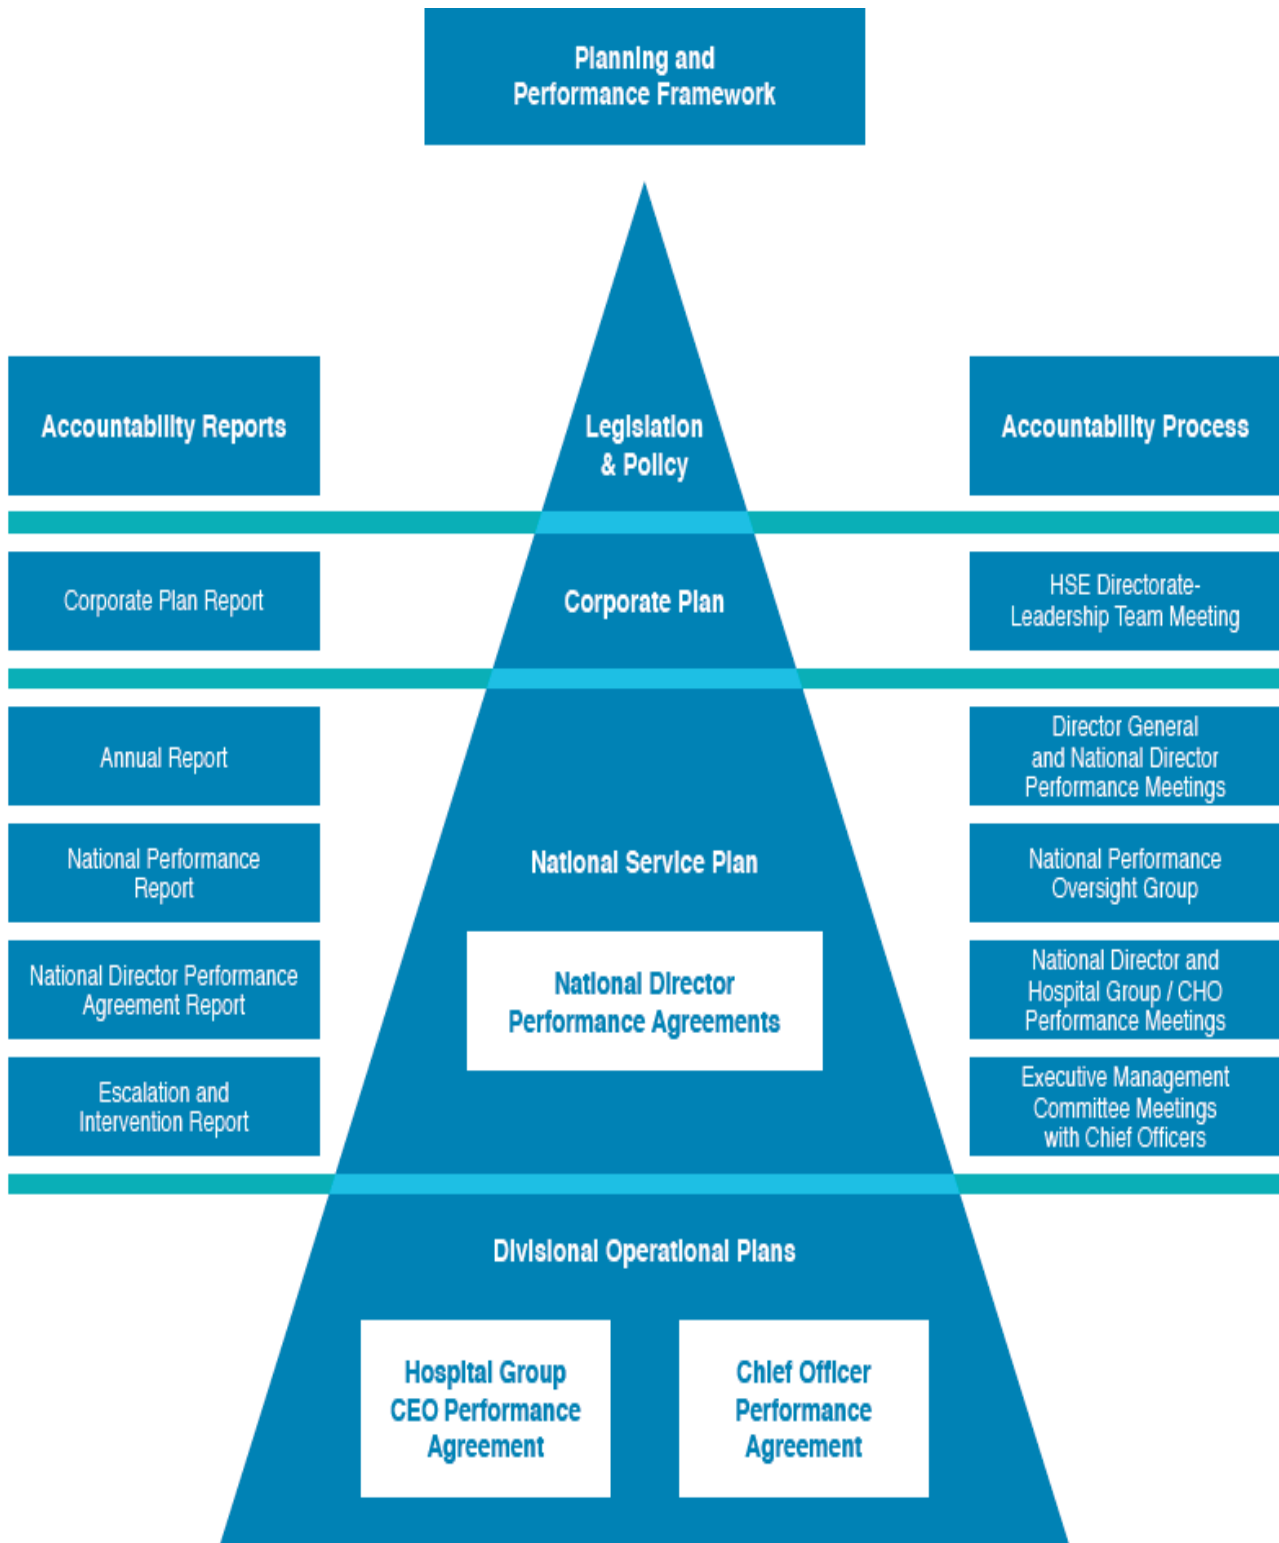 Planning and
Performance Framework
Accountability Reports
Legislation
& Policy
Accountability Process
Corporate Plan Report
Corporate Plan
HSE Directorate-
Leadership Team Meeting
Annual Report
National Performance
Report
National Director Performance
Agreement Report
Escalation and
Intervention Report
National Service Plan
National Director
Performance Agreements
Director General
and National Director
Performance Meetings
National Performance
Oversight Group
National Director and
Hospital Group / CHO
Performance Meetings
Executive Management
Committee Meetings
with Chief Officers
Divisional Operational Plans
Hospital Group
CEO Performance
Agreement
Chief Officer
Performance
Agreement